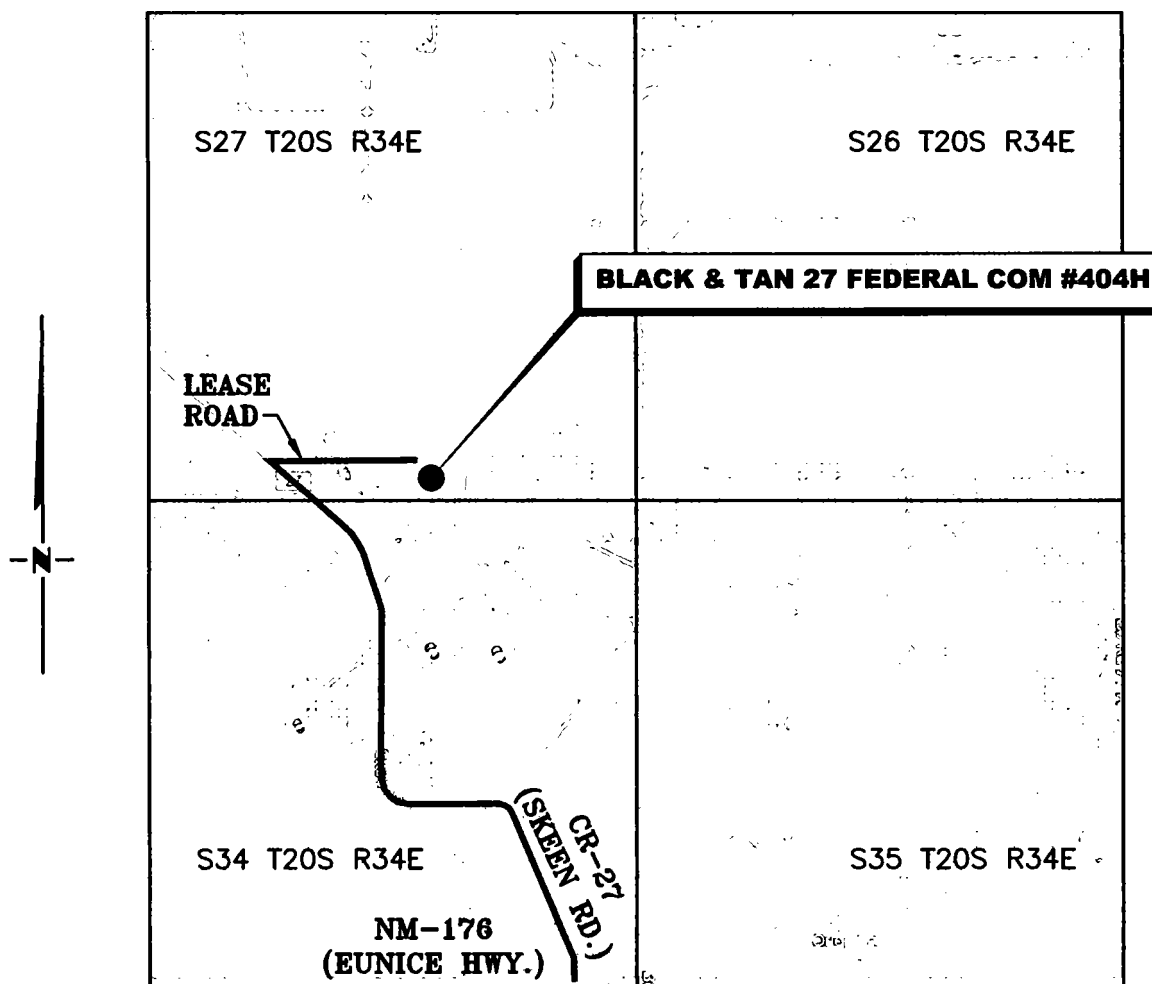 S27 T20S R34E
S26 T20S R34E
BLACK & TAN 27 FEDERAL COM #404H
LEASE
ROAD
27
N
S34 T20S R34E
S35 T20S R34E
CR-27
(SKEEN RD.)
NM-176
(EUNICE HWY.)